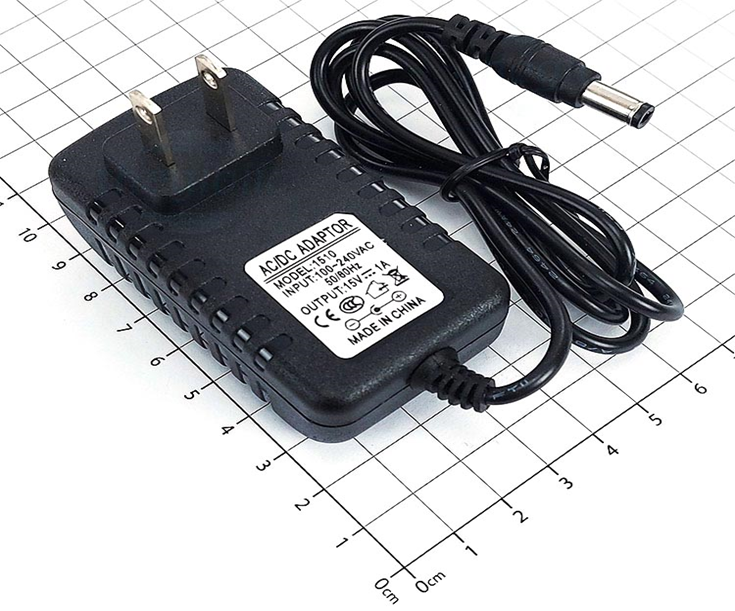 AC/DC ADAPTOR
MODEL:1510
INPUT:100~240VAC
50/60Hz
OUTPUT:15V⎓1A
CE CCC
MADE IN CHINA
10
9
8
7
6
5
4
3
2
1
0cm
0cm
1
2
3
4
5
6